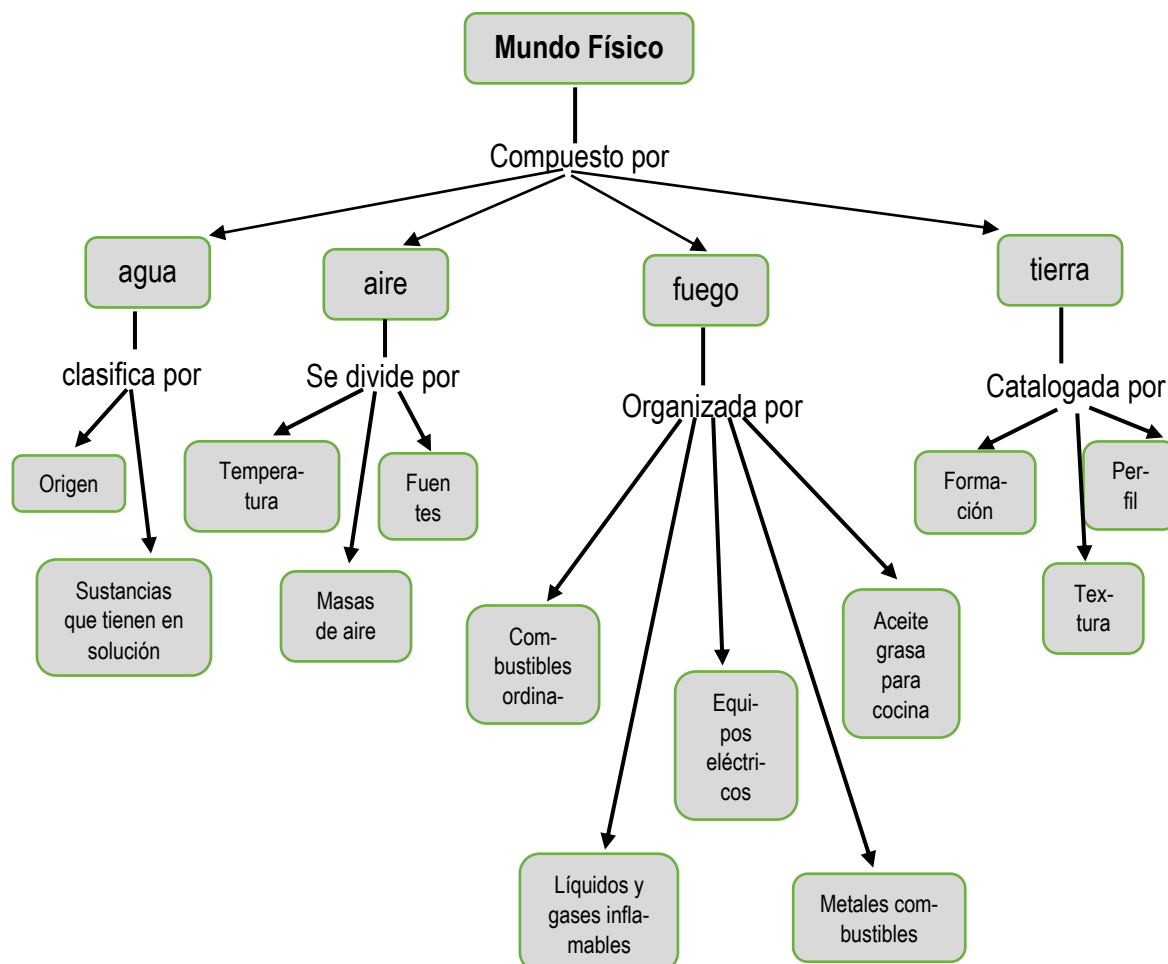 Mundo Físico
Compuesto por
agua
aire
fuego
tierra
clasifica por
Se divide por
Organizada por
Catalogada por
Origen
Tempera-
tura
Fuen
tes
Forma-
ción
Per-
fil
Sustancias
que tienen en
solución
Masas
de aire
Com-
bustibles
ordina-
Equi-
pos
eléctri-
cos
Aceite
grasa
para
cocina
Tex-
tura
Líquidos y
gases infla-
mables
Metales com-
bustibles